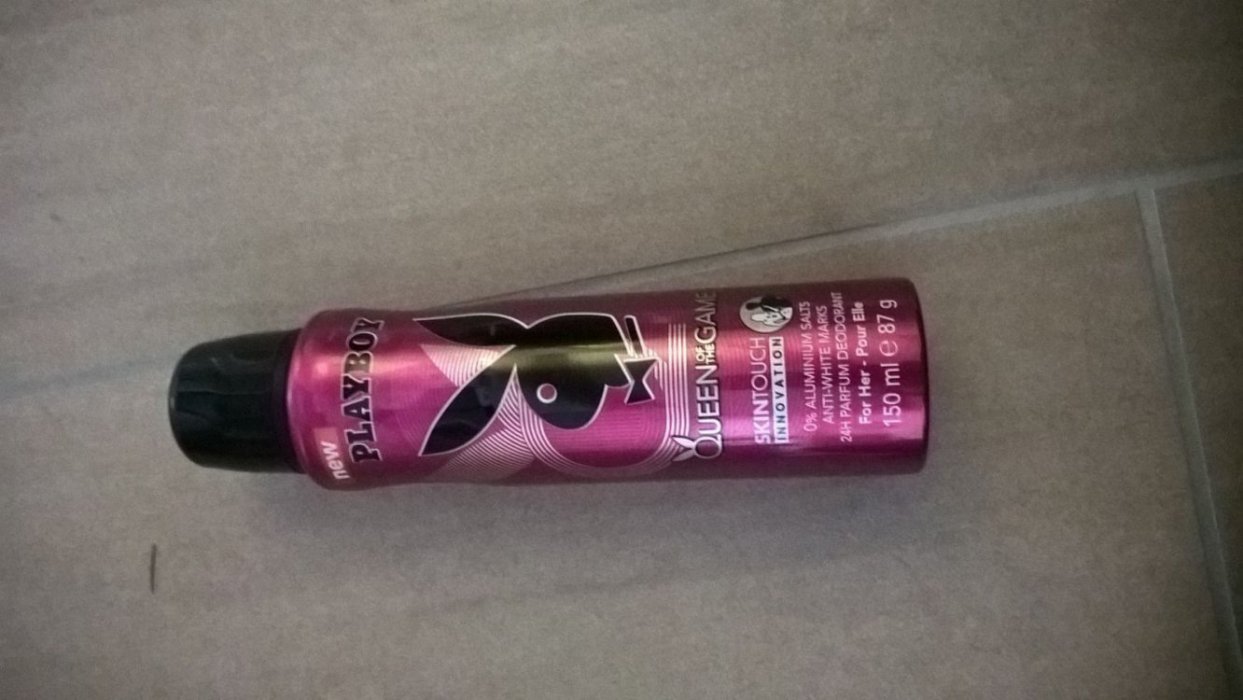 new
PLAYBOY
QUEEN OF THE GAME
SKINTOUCH
INNOVATION
0% ALUMINIUM SALTS
ANTI-WHITE MARKS
24H PARFUM DEODORANT
For Her - Pour Elle
150 ml ℮ 87 g